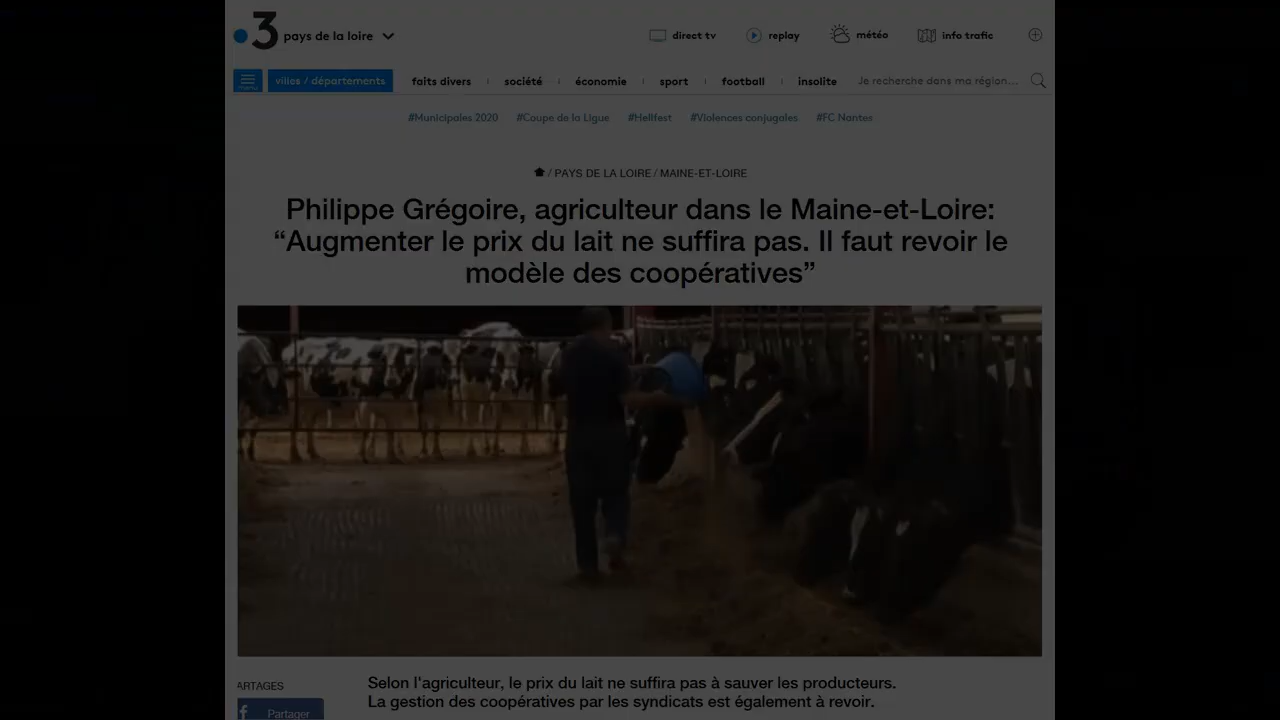 3 pays de la loire
direct tv
replay
météo
info trafic
menu
villes / départements
faits divers
société
économie
sport
football
insolite
Je recherche dans ma région...
#Municipales 2020
#Coupe de la Ligue
#Hellfest
#Violences conjugales
#FC Nantes
/ PAYS DE LA LOIRE / MAINE-ET-LOIRE
Philippe Grégoire, agriculteur dans le Maine-et-Loire:
“Augmenter le prix du lait ne suffira pas. Il faut revoir le
modèle des coopératives”
ARTAGES
Partager
Selon l'agriculteur, le prix du lait ne suffira pas à sauver les producteurs.
La gestion des coopératives par les syndicats est également à revoir.